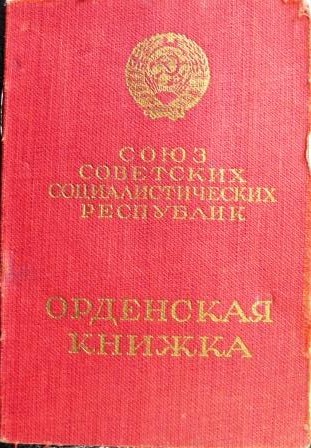 СОЮЗ
СОВЕТСКИХ
СОЦИАЛИСТИЧЕСКИХ
РЕСПУБЛИК
ОРДЕНСКАЯ
КНИЖКА